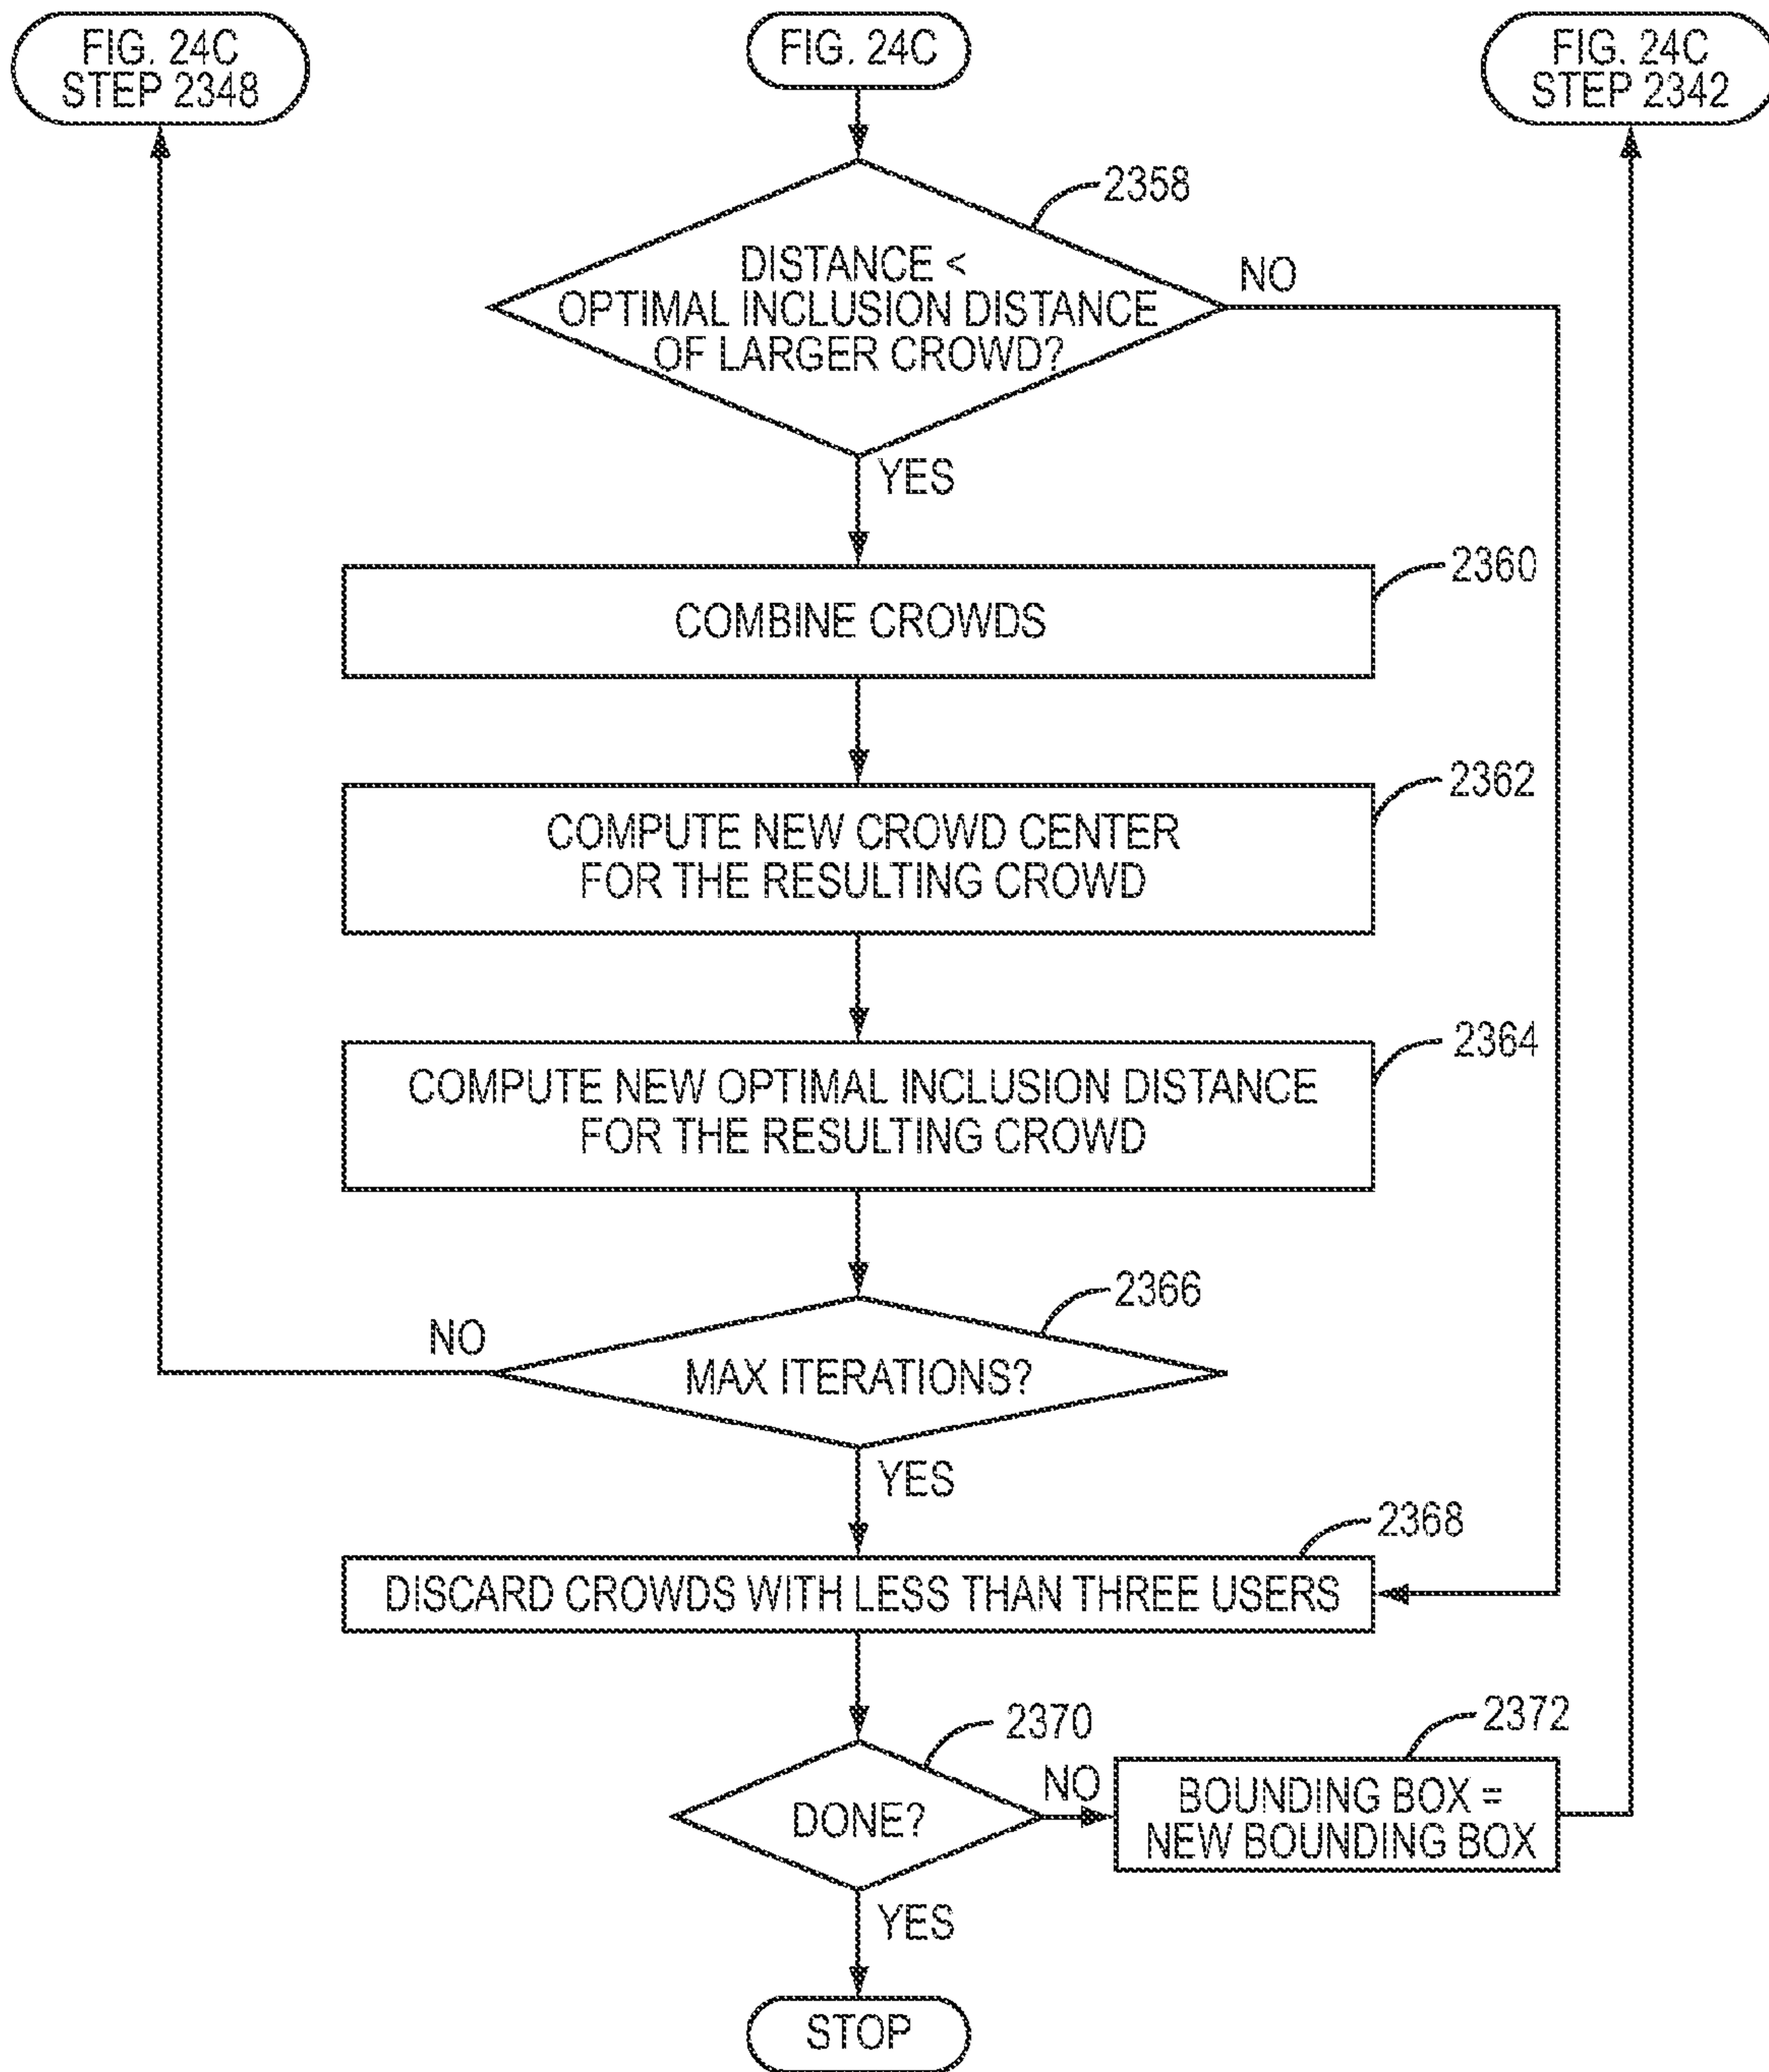 FIG. 24C
STEP 2348
FIG. 24C
FIG. 24C
STEP 2342
2358
DISTANCE <
OPTIMAL INCLUSION DISTANCE
OF LARGER CROWD?
NO
YES
2360
COMBINE CROWDS
2362
COMPUTE NEW CROWD CENTER
FOR THE RESULTING CROWD
2364
COMPUTE NEW OPTIMAL INCLUSION DISTANCE
FOR THE RESULTING CROWD
2366
NO
MAX ITERATIONS?
YES
2368
DISCARD CROWDS WITH LESS THAN THREE USERS
2370
2372
DONE?
NO
BOUNDING BOX =
NEW BOUNDING BOX
YES
STOP